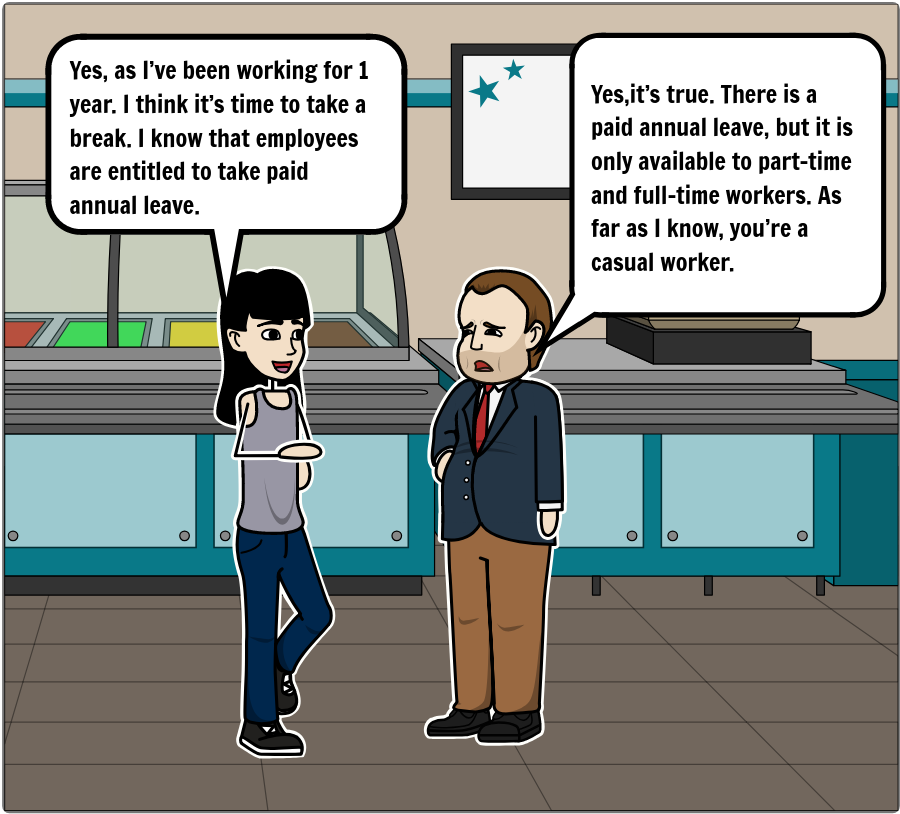 Yes, as I've been working for 1
year. I think it's time to take a
break. I know that employees
are entitled to take paid
annual leave.
Yes,it's true. There is a
paid annual leave, but it is
only available to part-time
and full-time workers. As
far as I know, you're a
casual worker.